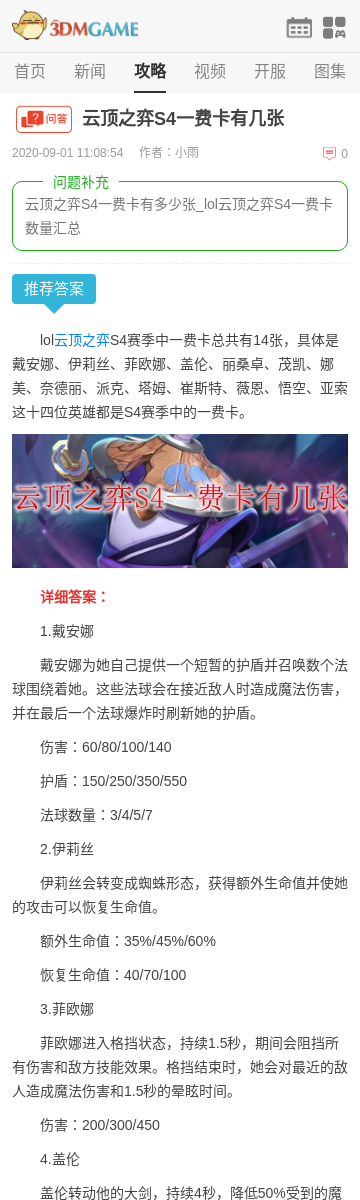 3DMGAME
首页 新闻 攻略 视频 开服 图集
问答 云顶之弈S4一费卡有几张
2020-09-01 11:08:54 作者：小雨 0
问题补充
云顶之弈S4一费卡有多少张_lol云顶之弈S4一费卡
数量汇总
推荐答案
lol云顶之弈S4赛季中一费卡总共有14张，具体是
戴安娜、伊莉丝、菲欧娜、盖伦、丽桑卓、茂凯、娜
美、奈德丽、派克、塔姆、崔斯特、薇恩、悟空、亚索
这十四位英雄都是S4赛季中的一费卡。
云顶之弈S4一费卡有几张
详细答案：
1.戴安娜
戴安娜为她自己提供一个短暂的护盾并召唤数个法
球围绕着她。这些法球会在接近敌人时造成魔法伤害，
并在最后一个法球爆炸时刷新她的护盾。
伤害：60/80/100/140
护盾：150/250/350/550
法球数量：3/4/5/7
2.伊莉丝
伊莉丝会转变成蜘蛛形态，获得额外生命值并使她
的攻击可以恢复生命值。
额外生命值：35%/45%/60%
恢复生命值：40/70/100
3.菲欧娜
菲欧娜进入格挡状态，持续1.5秒，期间会阻挡所
有伤害和敌方技能效果。格挡结束时，她会对最近的敌
人造成魔法伤害和1.5秒的晕眩时间。
伤害：200/300/450
4.盖伦
盖伦转动他的大剑，持续4秒，降低50%受到的魔